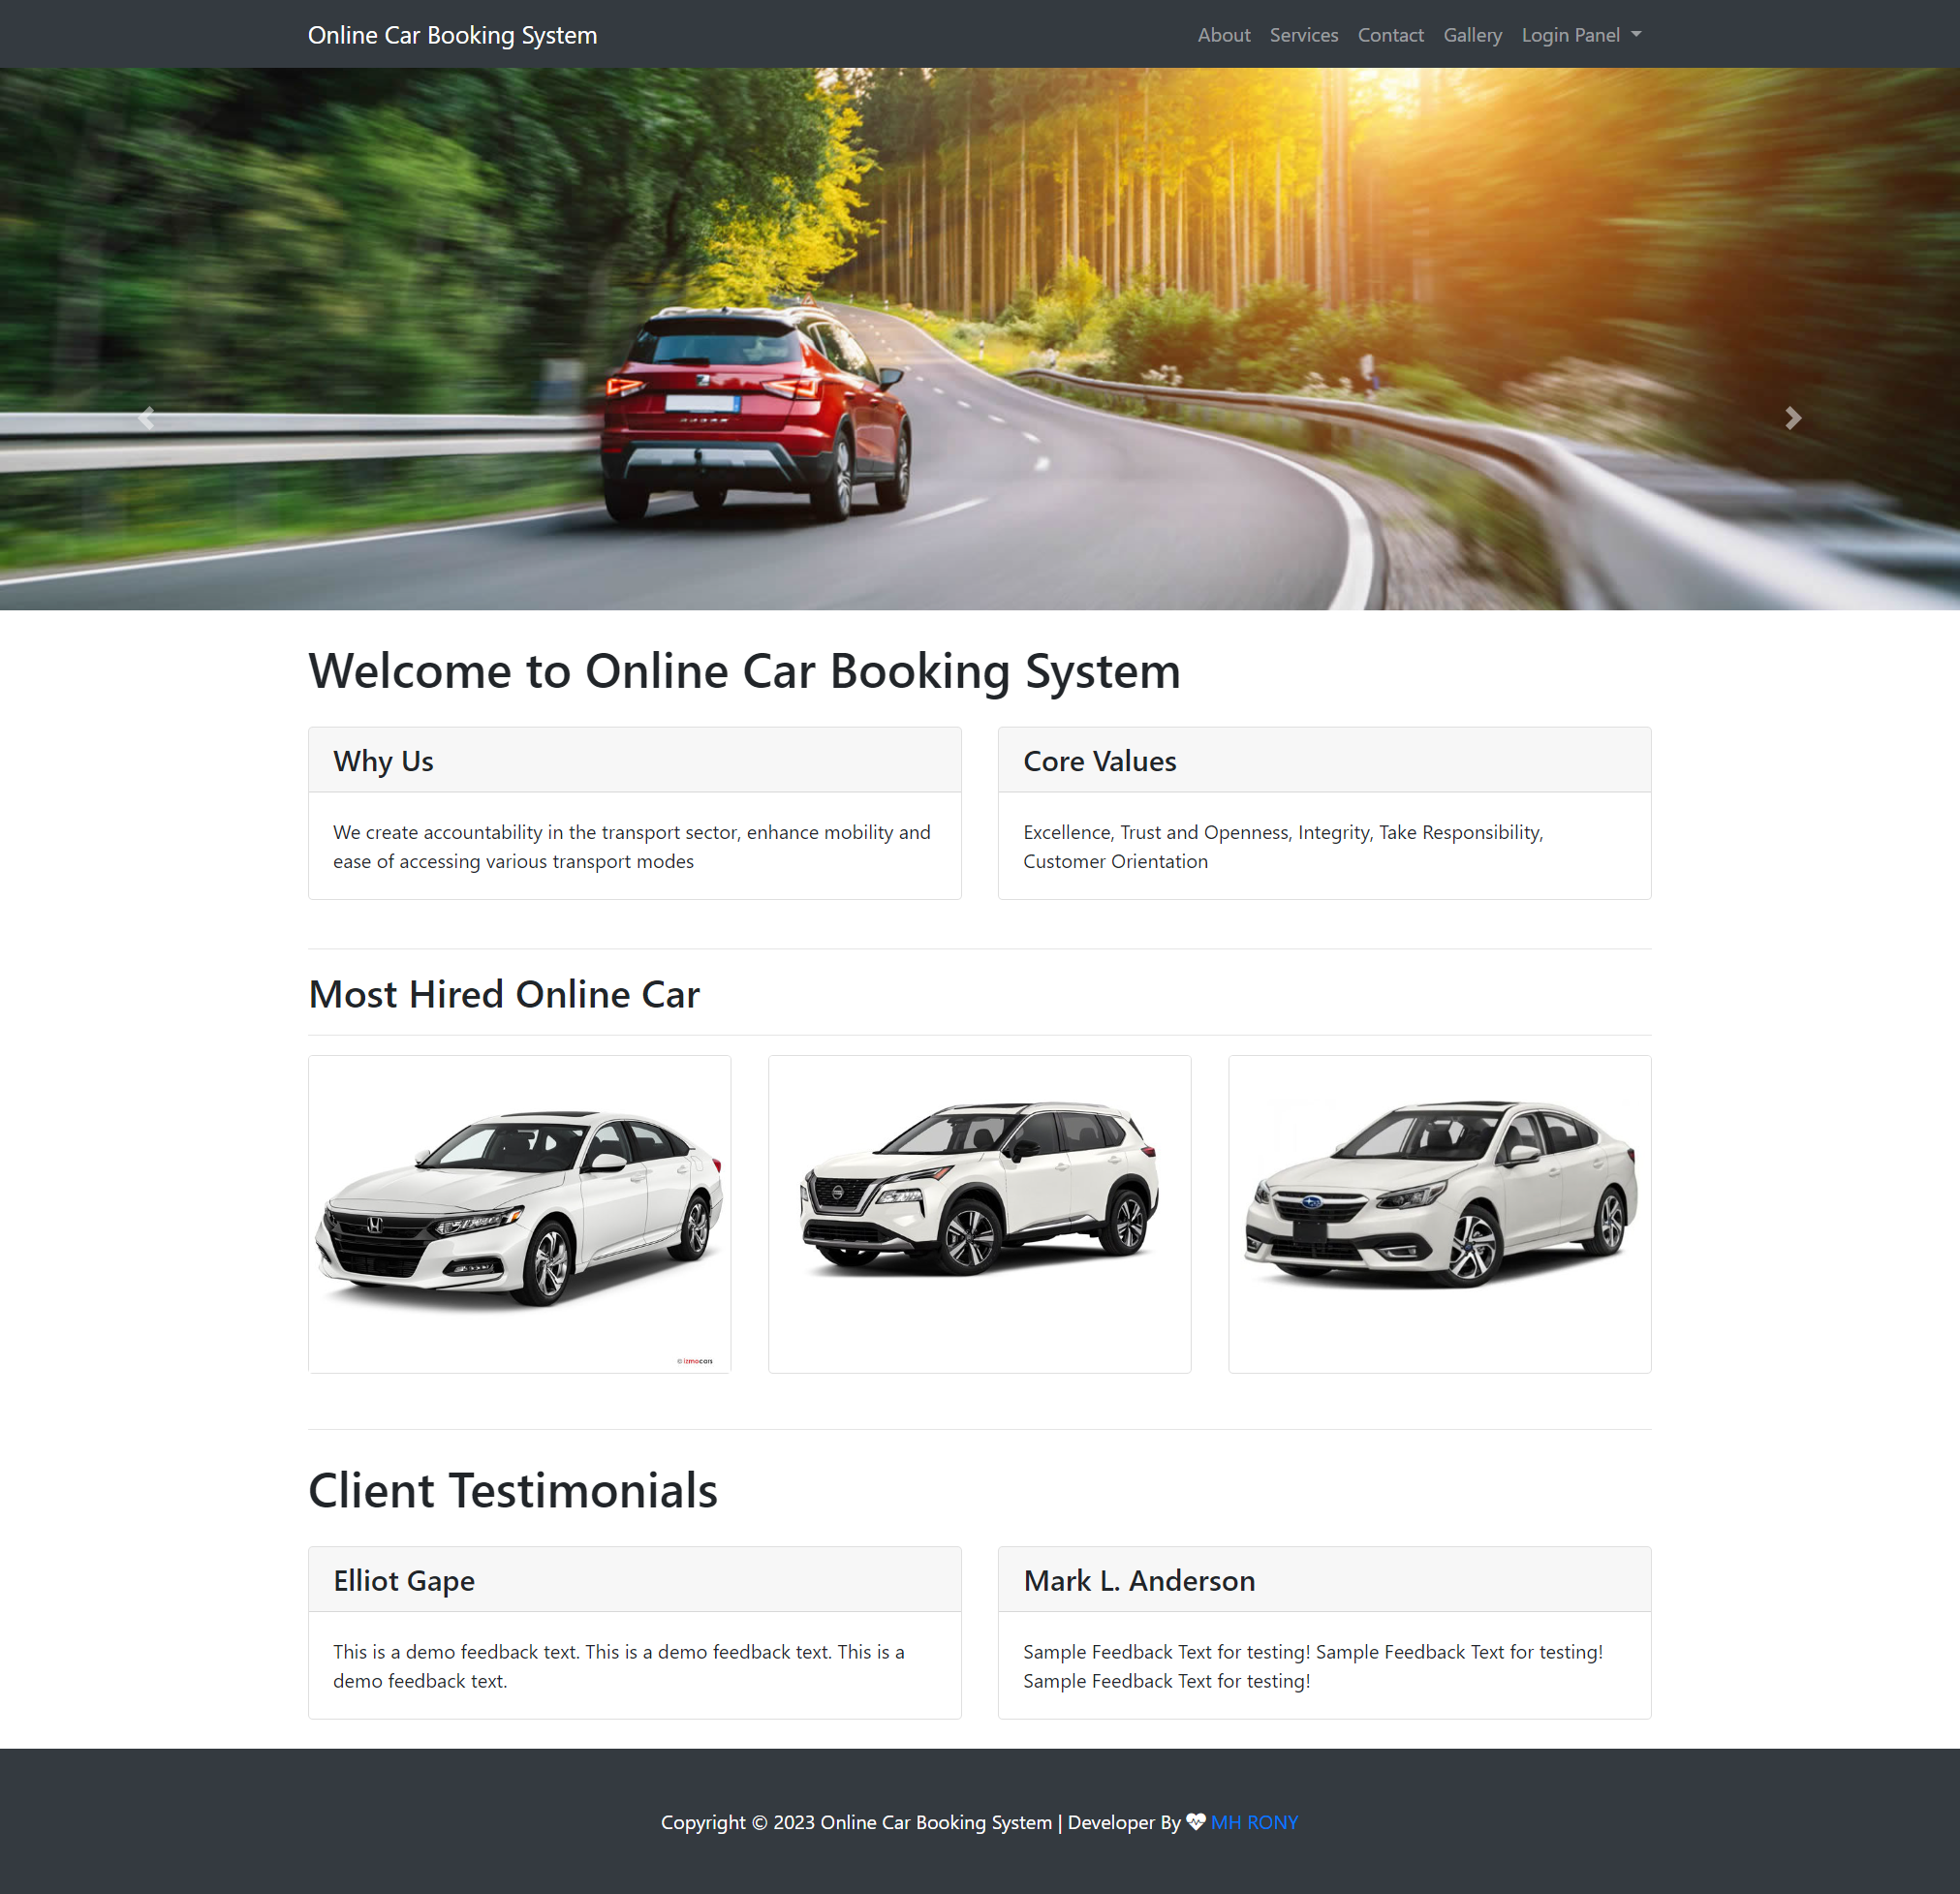 Online Car Booking System
About Services Contact Gallery Login Panel
Welcome to Online Car Booking System
Why Us
We create accountability in the transport sector, enhance mobility and
ease of accessing various transport modes
Core Values
Excellence, Trust and Openness, Integrity, Take Responsibility,
Customer Orientation
Most Hired Online Car
© izmocars
Client Testimonials
Elliot Gape
This is a demo feedback text. This is a demo feedback text. This is a
demo feedback text.
Mark L. Anderson
Sample Feedback Text for testing! Sample Feedback Text for testing!
Sample Feedback Text for testing!
Copyright © 2023 Online Car Booking System | Developer By MH RONY